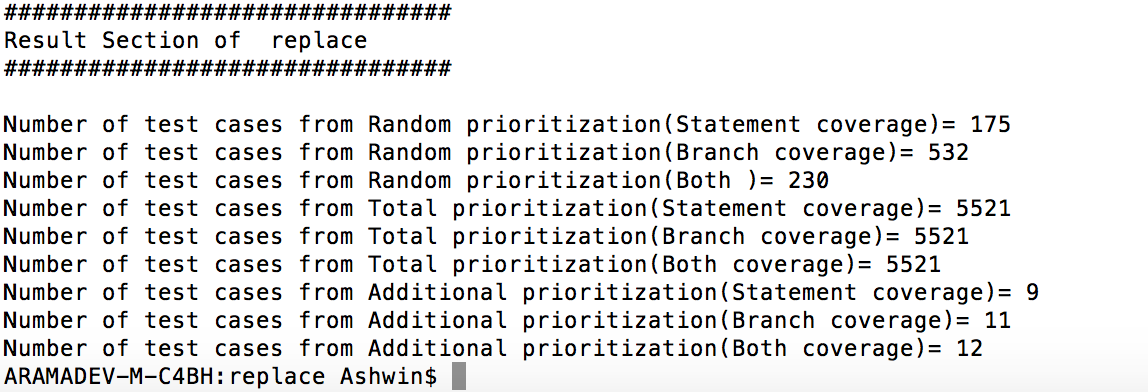 ################################
Result Section of  replace
################################
Number of test cases from Random prioritization(Statement coverage)= 175
Number of test cases from Random prioritization(Branch coverage)= 532
Number of test cases from Random prioritization(Both )= 230
Number of test cases from Total prioritization(Statement coverage)= 5521
Number of test cases from Total prioritization(Branch coverage)= 5521
Number of test cases from Total prioritization(Both coverage)= 5521
Number of test cases from Additional prioritization(Statement coverage)= 9
Number of test cases from Additional prioritization(Branch coverage)= 11
Number of test cases from Additional prioritization(Both coverage)= 12
ARAMADEV-M-C4BH:replace Ashwin$